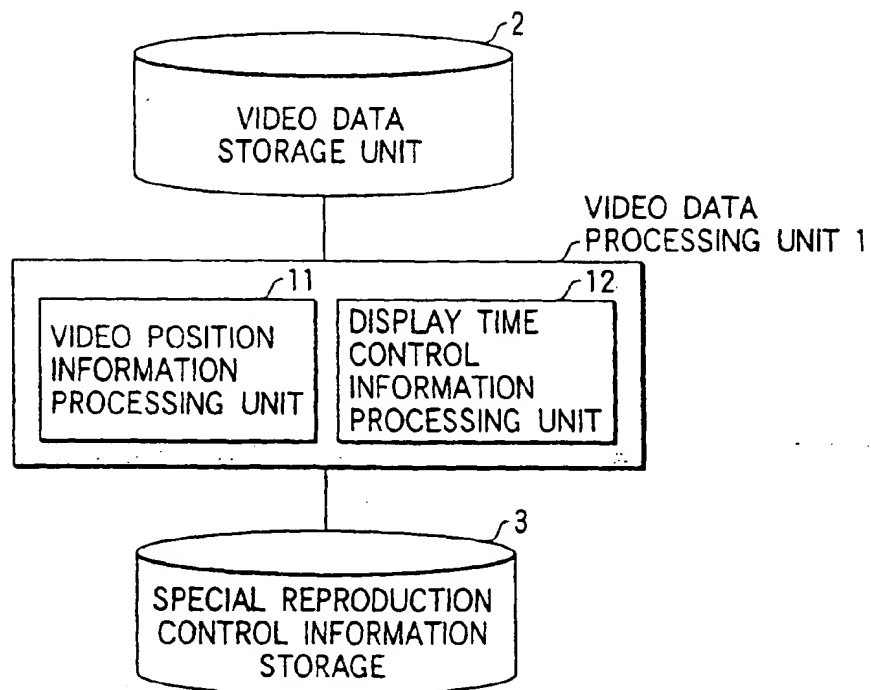 2
VIDEO DATA
STORAGE UNIT
VIDEO DATA
PROCESSING UNIT 1
11
VIDEO POSITION
INFORMATION
PROCESSING UNIT
12
DISPLAY TIME
CONTROL
INFORMATION
PROCESSING UNIT
3
SPECIAL REPRODUCTION
CONTROL INFORMATION
STORAGE